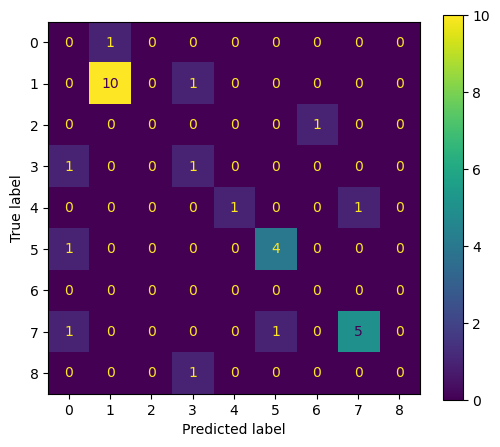 0 0 1 0 0 0 0 0 0 0
1 0 10 0 1 0 0 0 0 0
2 0 0 0 0 0 0 1 0 0
3 1 0 0 1 0 0 0 0 0
4 0 0 0 0 1 0 0 1 0
5 1 0 0 0 0 4 0 0 0
6 0 0 0 0 0 0 0 0 0
7 1 0 0 0 0 1 0 5 0
8 0 0 0 1 0 0 0 0 0
0 1 2 3 4 5 6 7 8
Predicted label
True label
10
8
6
4
2
0